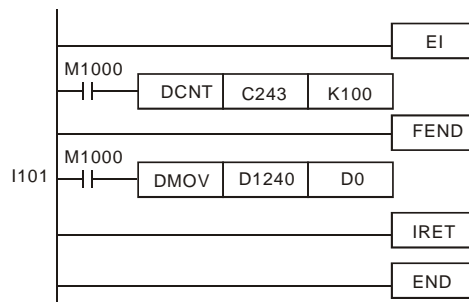 EI
M1000
DCNT C243 K100
FEND
M1000
I101 DMOV D1240 D0
IRET
END